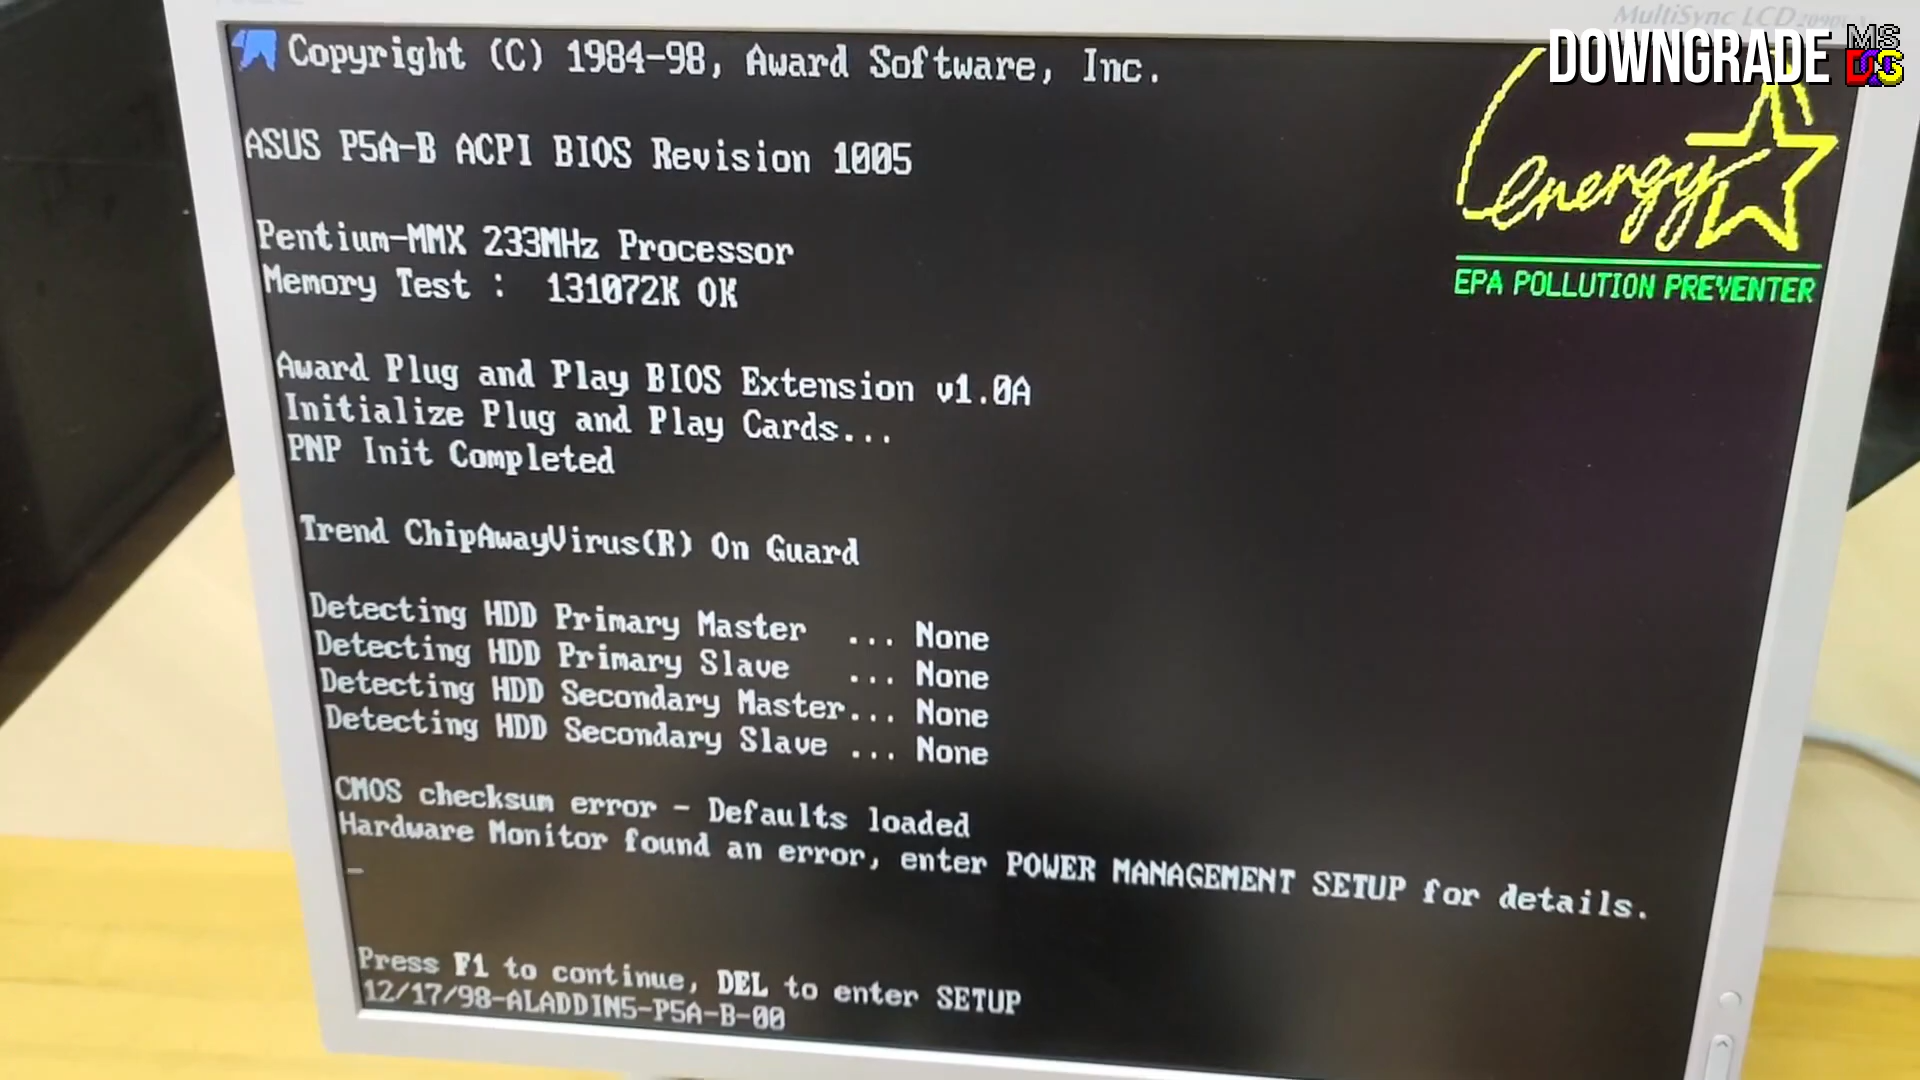 MultiSync LCD2090
DOWNGRADE
MS
DOS
Copyright (C) 1984-98, Award Software, Inc.
energy
EPA POLLUTION PREVENTER
ASUS P5A-B ACPI BIOS Revision 1005
Pentium-MMX 233MHz Processor
Memory Test :  131072K OK
Award Plug and Play BIOS Extension v1.0A
Initialize Plug and Play Cards...
PNP Init Completed
Trend ChipAwayVirus(R) On Guard
Detecting HDD Primary Master   ... None
Detecting HDD Primary Slave    ... None
Detecting HDD Secondary Master... None
Detecting HDD Secondary Slave ... None
CMOS checksum error - Defaults loaded
Hardware Monitor found an error, enter POWER MANAGEMENT SETUP for details.
Press F1 to continue, DEL to enter SETUP
12/17/98-ALADDIN5-P5A-B-00